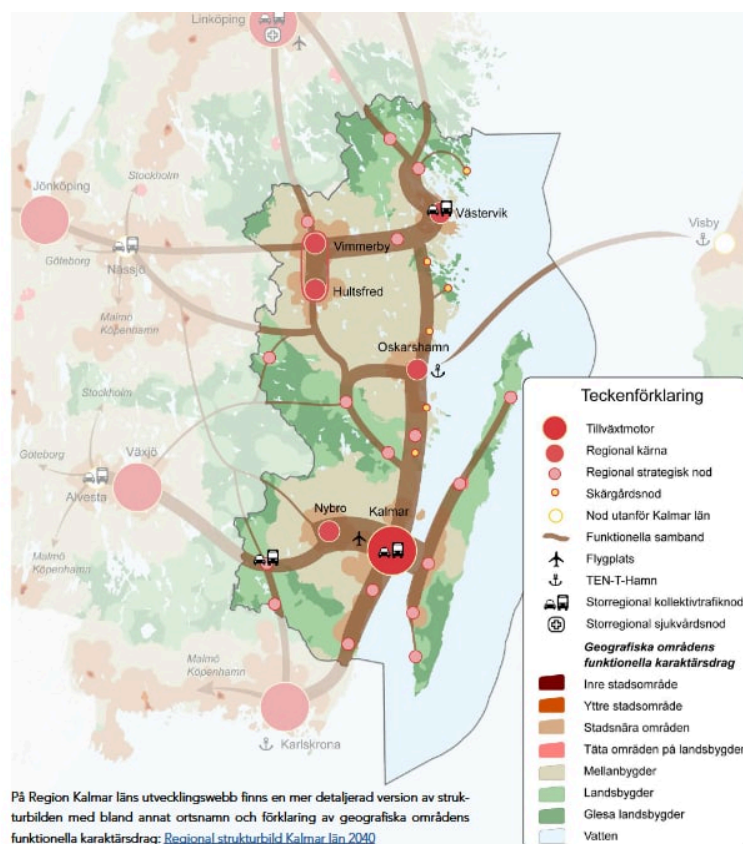 Linköping
Jönköping
Stockholm
Göteborg
Nässjö
Malmö
Köpenhamn
Västervik
Visby
Vimmerby
Hultsfred
Oskarshamn
Stockholm
Växjö
Göteborg
Alvesta
Malmö
Köpenhamn
Nybro
Kalmar
Malmö
Köpenhamn
Karlskrona
Teckenförklaring
Tillväxtmotor
Regional kärna
Regional strategisk nod
Skärgårdsnod
Nod utanför Kalmar län
Funktionella samband
Flygplats
TEN-T-Hamn
Storregional kollektivtrafiknod
Storregional sjukvårdsnod
Geografiska områdens
funktionella karaktärsdrag
Inre stadsområde
Yttre stadsområde
Stadsnära områden
Täta områden på landsbygder
Mellanbygder
Landsbygder
Glesa landsbygder
Vatten
På Region Kalmar läns utvecklingswebb finns en mer detaljerad version av struk-
turbilden med bland annat ortsnamn och förklaring av geografiska områdens
funktionella karaktärsdrag: Regional strukturbild Kalmar län 2040